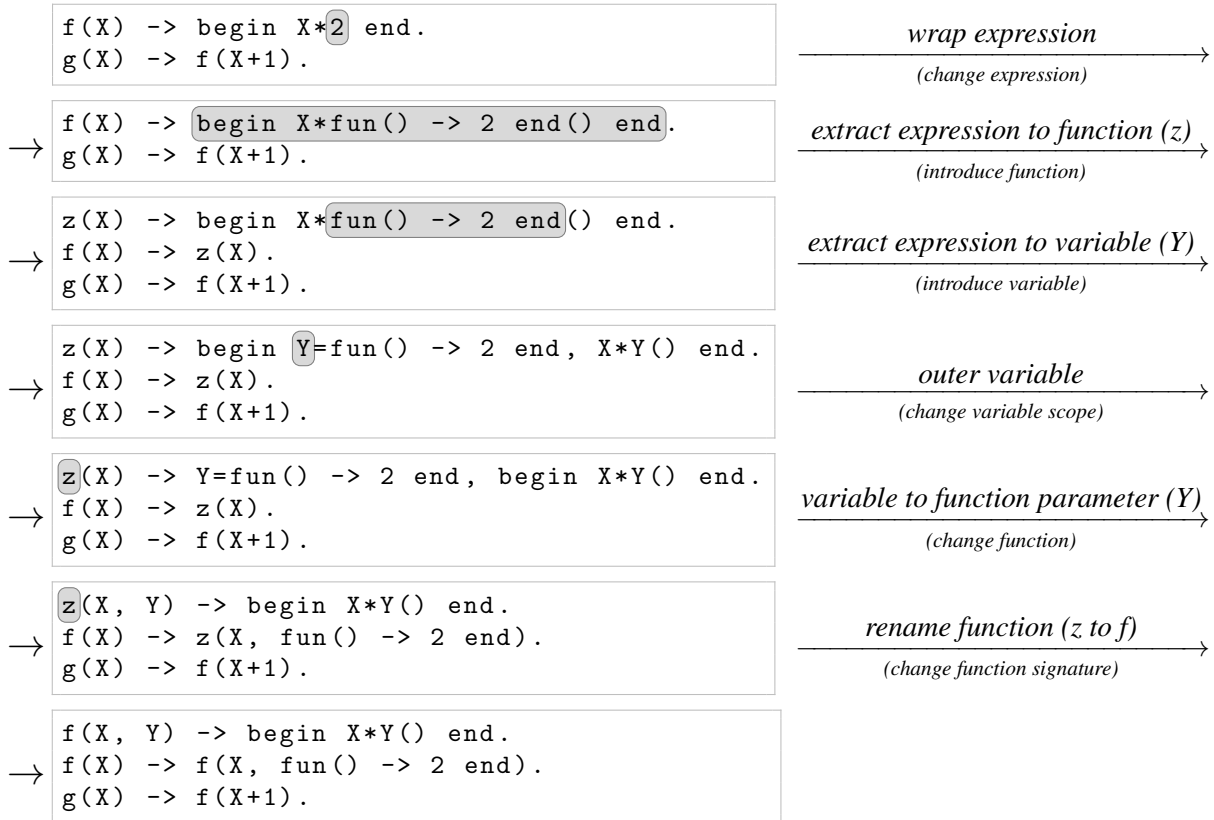 f(X) -> begin X*2 end.
g(X) -> f(X+1).
wrap expression
(change expression)
→
f(X) -> begin X*fun() -> 2 end() end.
g(X) -> f(X+1).
extract expression to function (z)
(introduce function)
→
z(X) -> begin X*fun() -> 2 end() end.
f(X) -> z(X).
g(X) -> f(X+1).
extract expression to variable (Y)
(introduce variable)
→
z(X) -> begin Y=fun() -> 2 end, X*Y() end.
f(X) -> z(X).
g(X) -> f(X+1).
outer variable
(change variable scope)
→
z(X) -> Y=fun() -> 2 end, begin X*Y() end.
f(X) -> z(X).
g(X) -> f(X+1).
variable to function parameter (Y)
(change function)
→
z(X, Y) -> begin X*Y() end.
f(X) -> z(X, fun() -> 2 end).
g(X) -> f(X+1).
rename function (z to f)
(change function signature)
→
f(X, Y) -> begin X*Y() end.
f(X) -> f(X, fun() -> 2 end).
g(X) -> f(X+1).